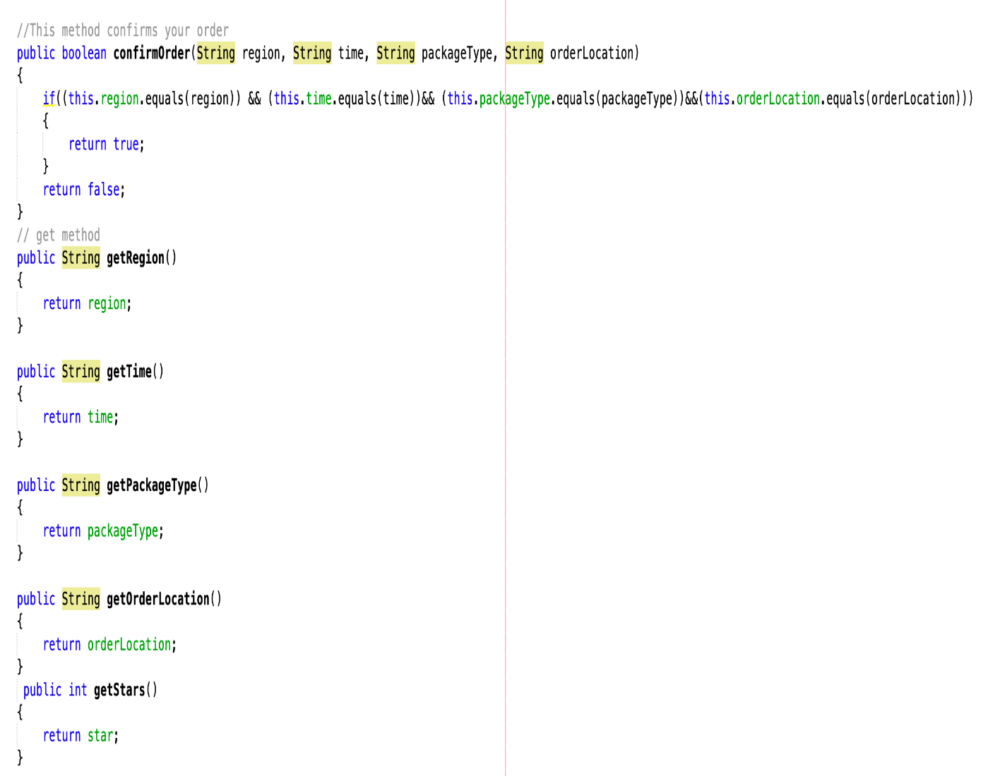 //This method confirms your order
public boolean confirmOrder(String region, String time, String packageType, String orderLocation)
{
    if((this.region.equals(region)) && (this.time.equals(time))&& (this.packageType.equals(packageType))&&(this.orderLocation.equals(orderLocation)))
    {
        return true;
    }
    return false;
}
// get method
public String getRegion()
{
    return region;
}

public String getTime()
{
    return time;
}

public String getPackageType()
{
    return packageType;
}

public String getOrderLocation()
{
    return orderLocation;
}
 public int getStars()
{
    return star;
}